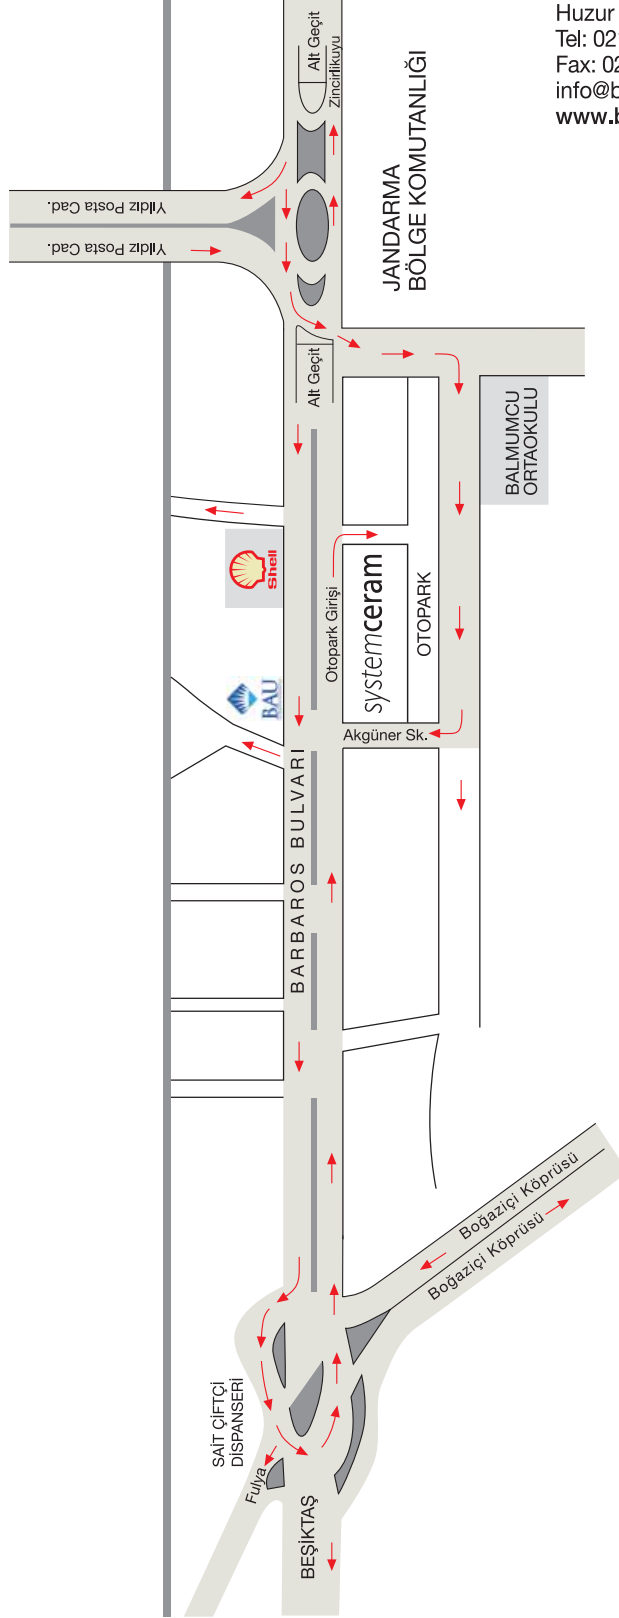 Huzur
Tel: 02
Fax: 02
info@b
www.b
Alt Geçit
Zincirlikuyu
JANDARMA
BÖLGE KOMUTANLIĞI
Yıldız Posta Cad.
Yıldız Posta Cad.
Alt Geçit
BALMUMCU
ORTAOKULU
Shell
Otopark Girişi
systemceram
OTOPARK
BAU
Akgüner Sk.
BARBAROS BULVARI
Boğaziçi Köprüsü
Boğaziçi Köprüsü
SAİT ÇİFTÇİ
DİSPANSERİ
Fulya
BEŞİKTAŞ